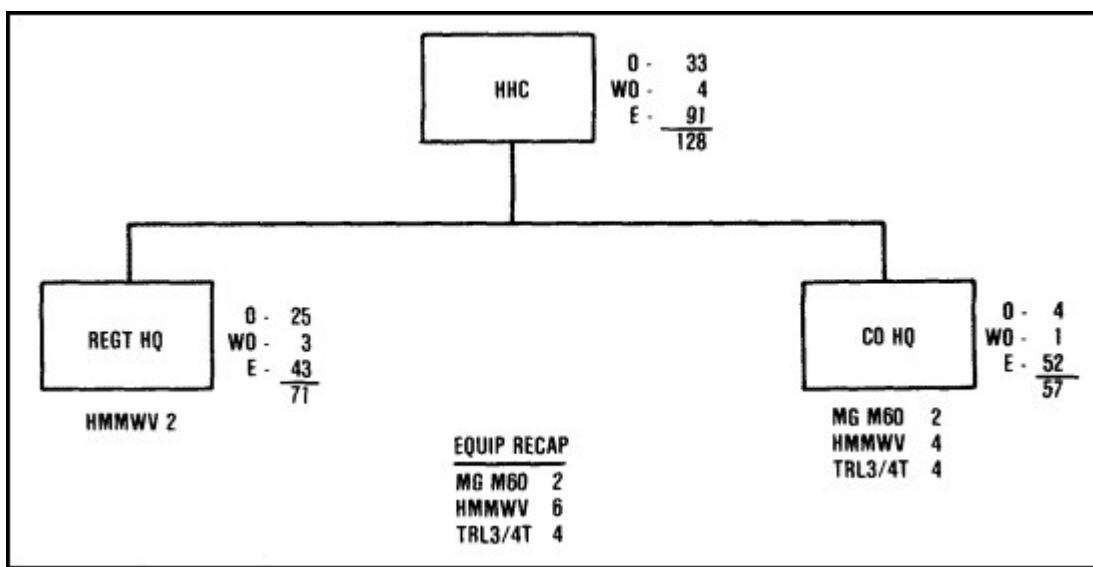 HHC
O - 33
WO - 4
E - 91
128
REGT HQ
O - 25
WO - 3
E - 43
71
HMMWV 2
CO HQ
O - 4
WO - 1
E - 52
57
MG M60 2
HMMWV 4
TRL3/4T 4
EQUIP RECAP
MG M60 2
HMMWV 6
TRL3/4T 4